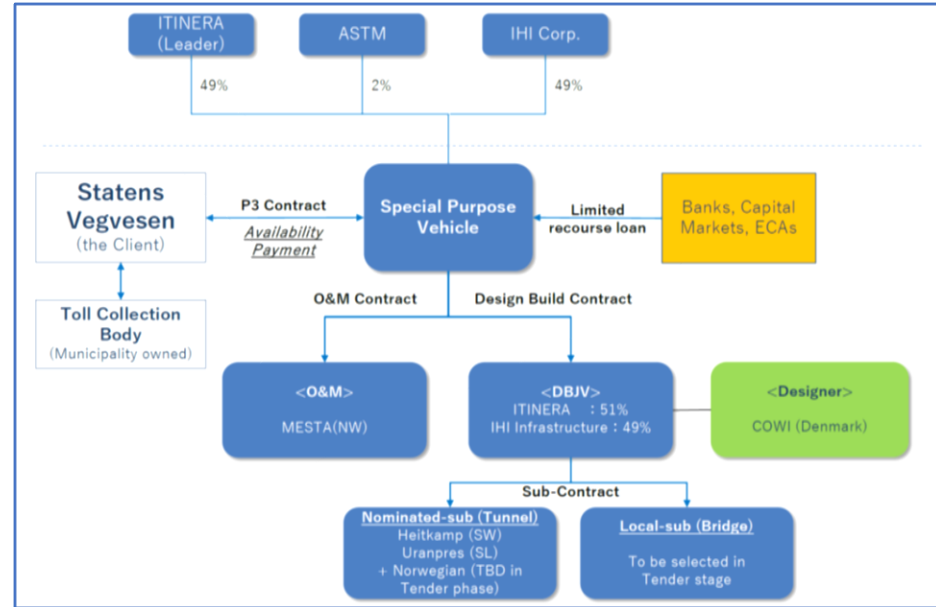 ITINERA
(Leader)
ASTM
IHI Corp.
49%
2%
49%
Statens
Vegvesen
(the Client)
P3 Contract
Availability
Payment
Special Purpose
Vehicle
Limited
recourse loan
Banks, Capital
Markets, ECAs
Toll Collection
Body
(Municipality owned)
O&M Contract
Design Build Contract
<O&M>
MESTA(NW)
<DBJV>
ITINERA : 51%
IHI Infrastructure : 49%
<Designer>
COWI (Denmark)
Sub-Contract
Nominated-sub (Tunnel)
Heitkamp (SW)
Uranpres (SL)
+ Norwegian (TBD in
Tender phase)
Local-sub (Bridge)
To be selected in
Tender stage